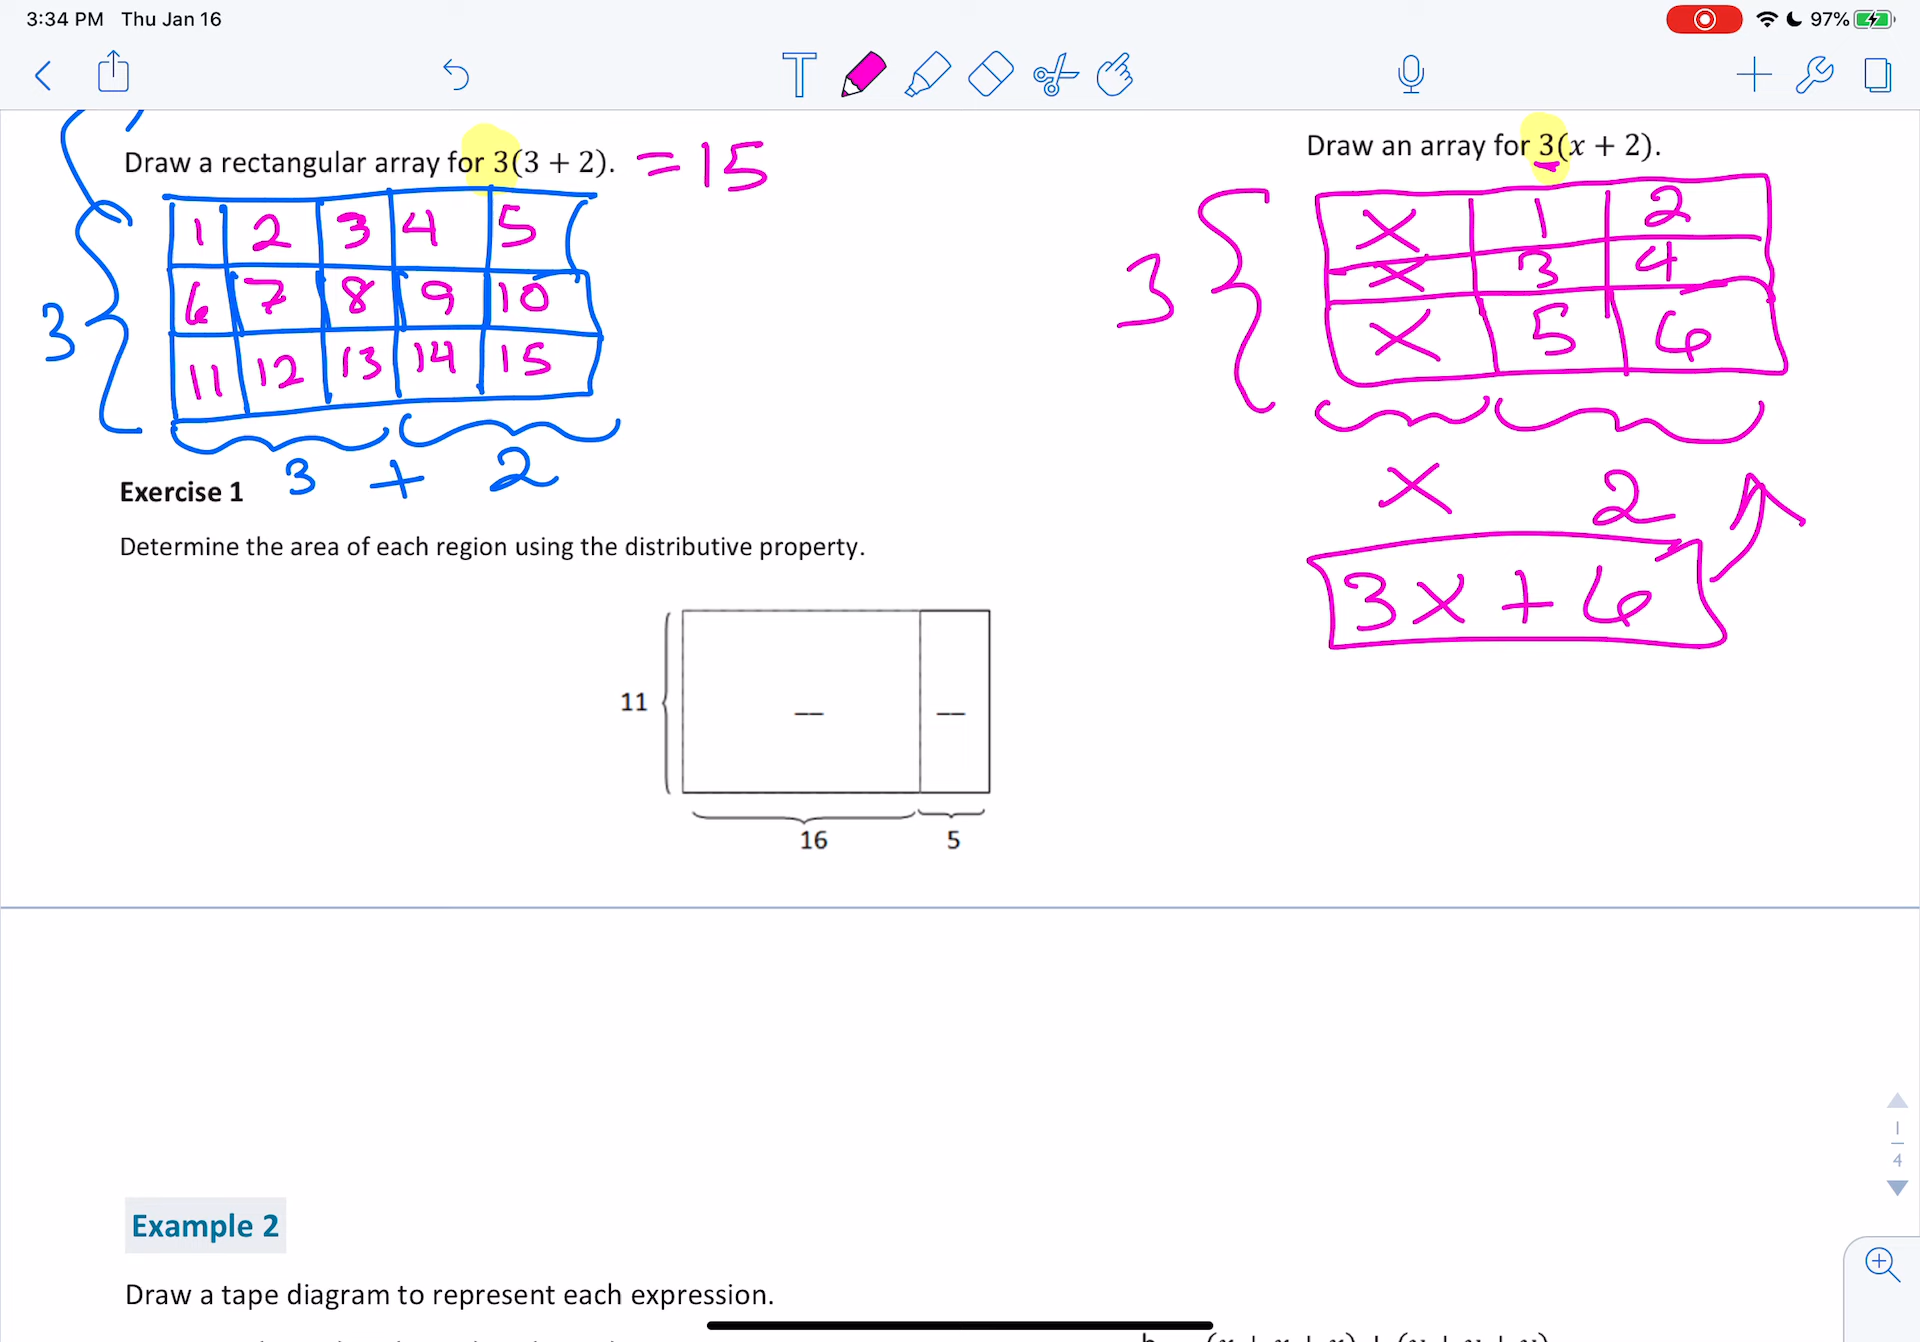 3:34 PM Thu Jan 16
97%
T
Draw a rectangular array for 3(3 + 2). = 15
1 2 3 4 5
6 7 8 9 10
11 12 13 14 15
3
3 + 2
Draw an array for 3(x + 2).
x 1 2
x 3 4
x 5 6
3
x 2
3x + 6
Exercise 1
Determine the area of each region using the distributive property.
11
16 5
1
4
Example 2
Draw a tape diagram to represent each expression.